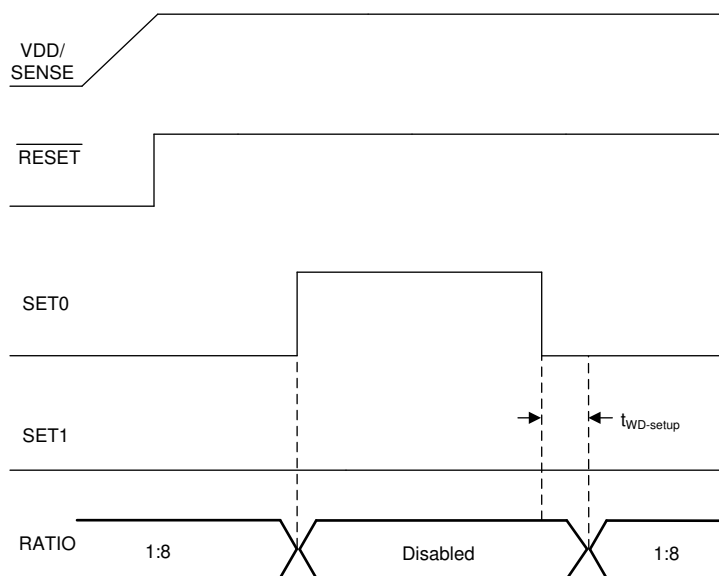 VDD/
SENSE
RESET
SET0
SET1
tWD-setup
RATIO 1:8 Disabled 1:8